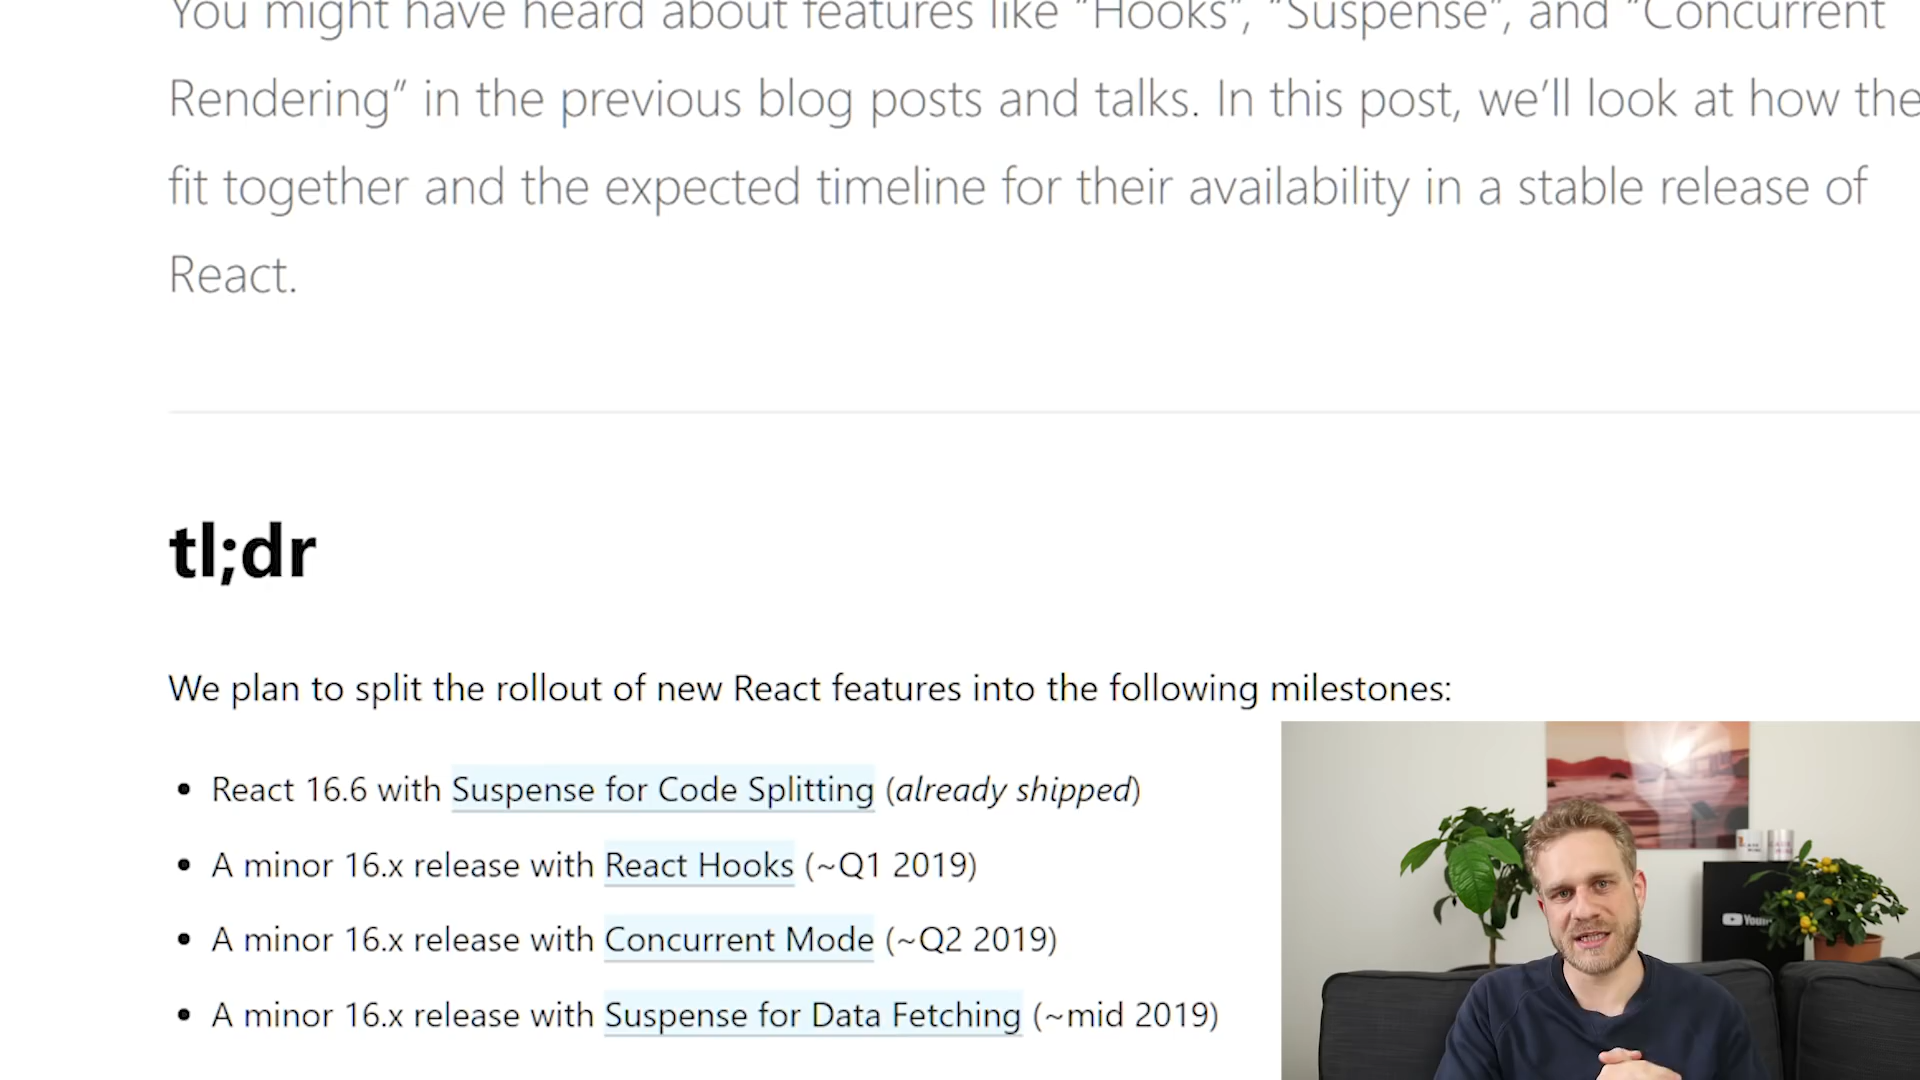 You might have heard about features like “Hooks”, “Suspense”, and “Concurrent
Rendering” in the previous blog posts and talks. In this post, we’ll look at how the
fit together and the expected timeline for their availability in a stable release of
React.
tl;dr
We plan to split the rollout of new React features into the following milestones:
• React 16.6 with Suspense for Code Splitting (already shipped)
• A minor 16.x release with React Hooks (~Q1 2019)
• A minor 16.x release with Concurrent Mode (~Q2 2019)
• A minor 16.x release with Suspense for Data Fetching (~mid 2019)